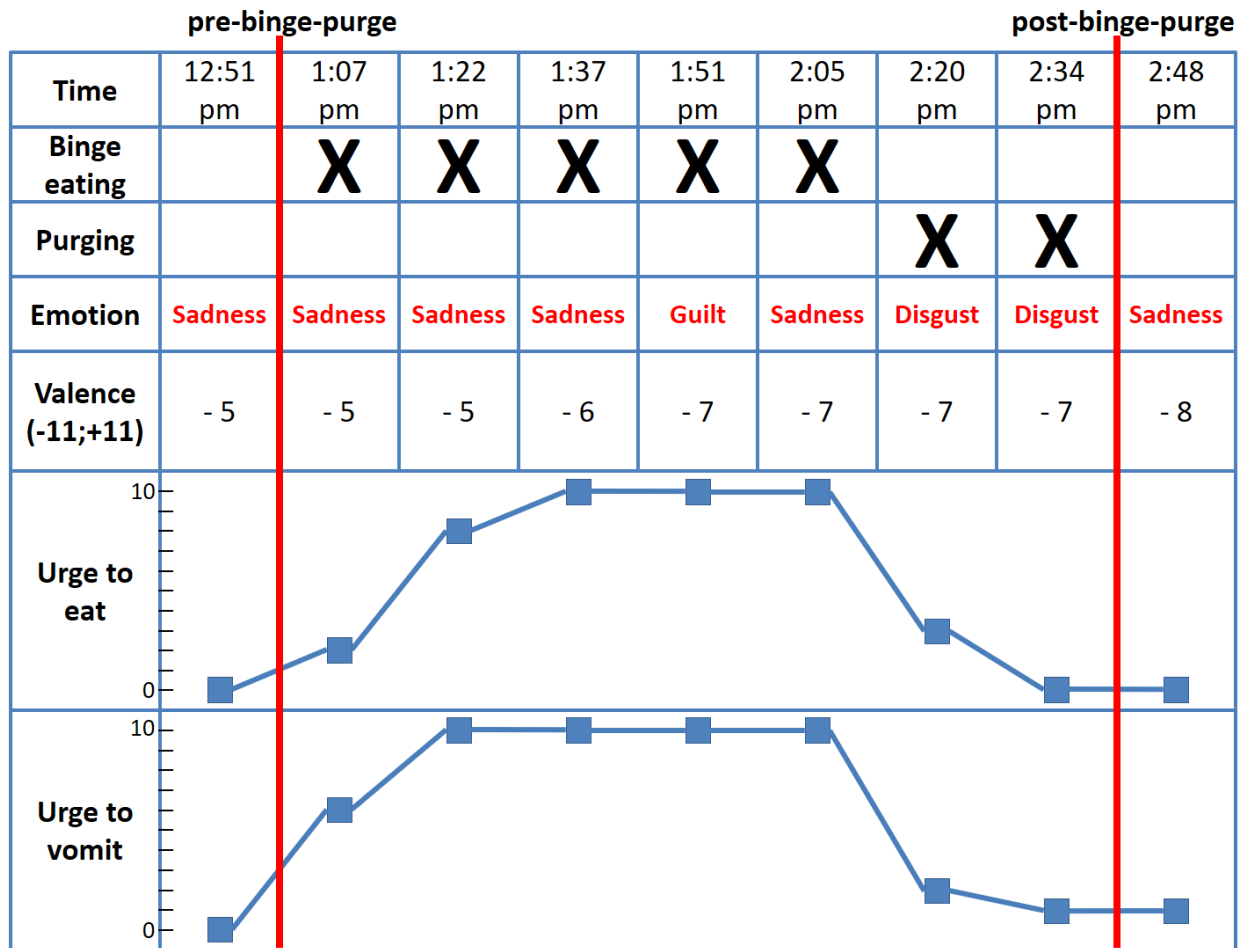 pre-binge-purge post-binge-purge
Time 12:51 pm 1:07 pm 1:22 pm 1:37 pm 1:51 pm 2:05 pm 2:20 pm 2:34 pm 2:48 pm
Binge eating X X X X X
Purging X X
Emotion Sadness Sadness Sadness Sadness Guilt Sadness Disgust Disgust Sadness
Valence (-11;+11) - 5 - 5 - 5 - 6 - 7 - 7 - 7 - 7 - 8
10
Urge to
eat
0
10
Urge to
vomit
0